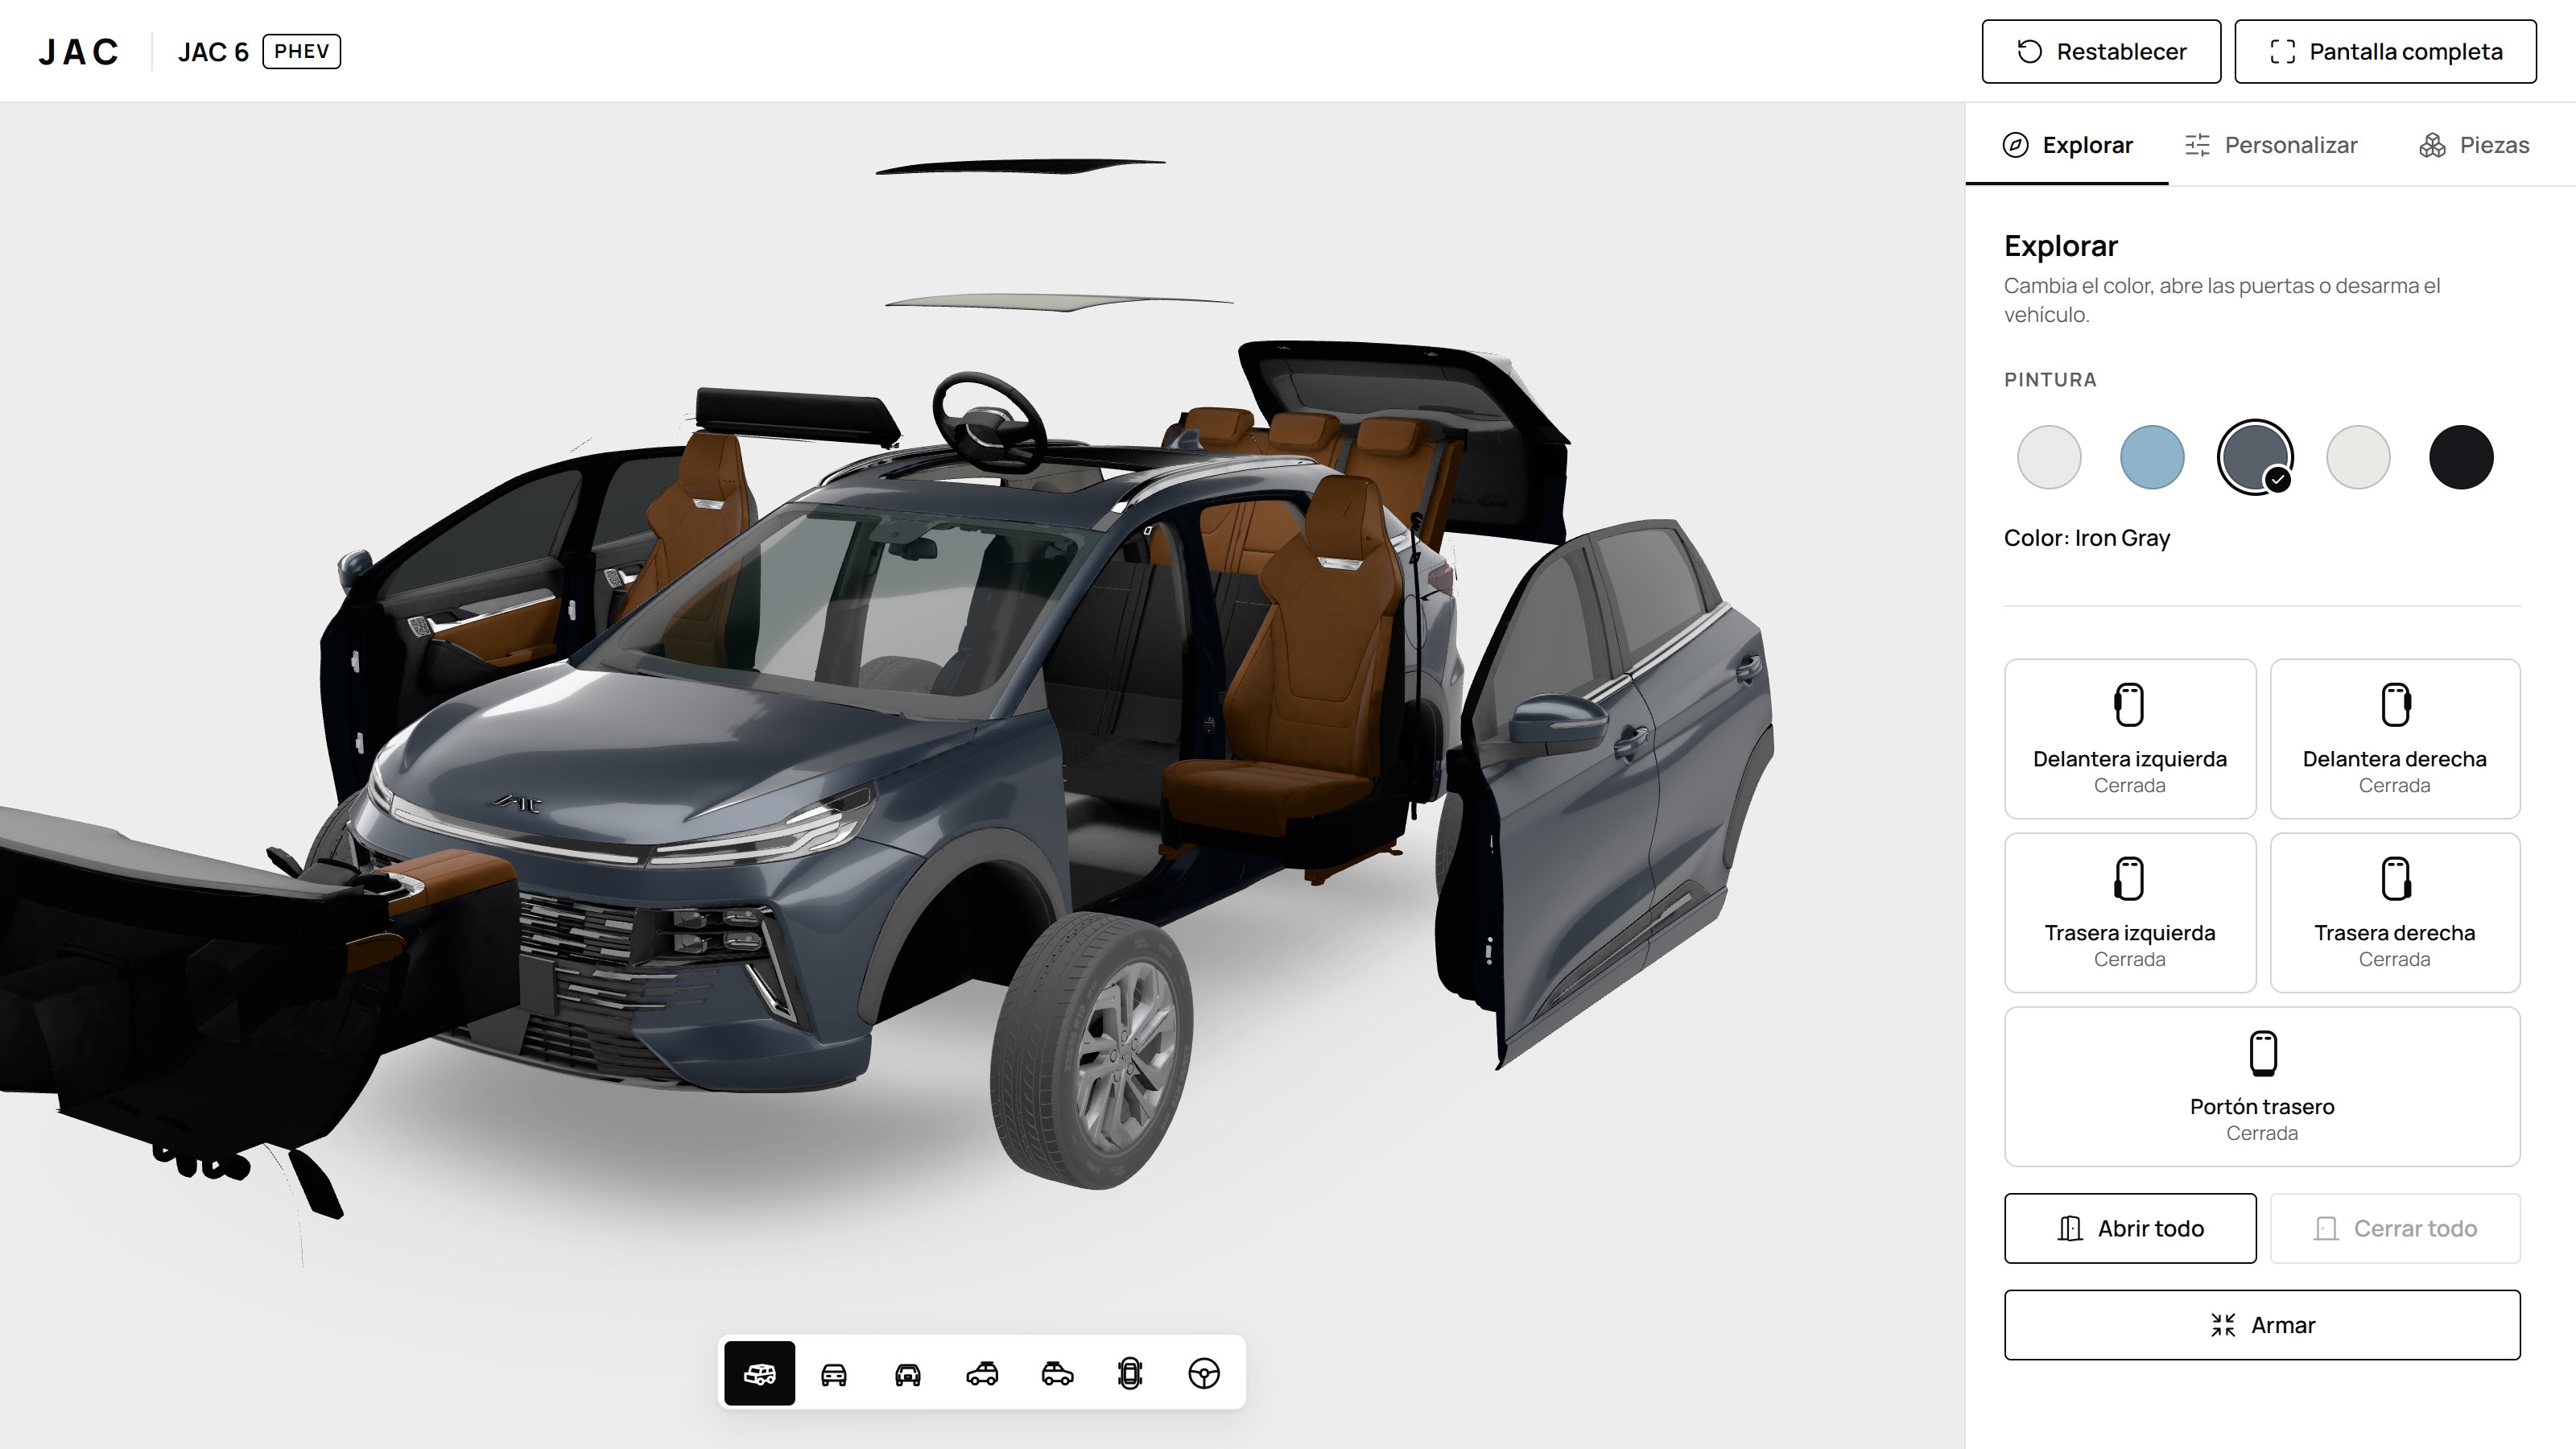 JAC
JAC 6 PHEV
Restablecer
Pantalla completa
Explorar
Personalizar
Piezas
Explorar
Cambia el color, abre las puertas o desarma el
vehículo.
PINTURA
Color: Iron Gray
Delantera izquierda
Cerrada
Delantera derecha
Cerrada
Trasera izquierda
Cerrada
Trasera derecha
Cerrada
Portón trasero
Cerrada
Abrir todo
Cerrar todo
Armar
JAC